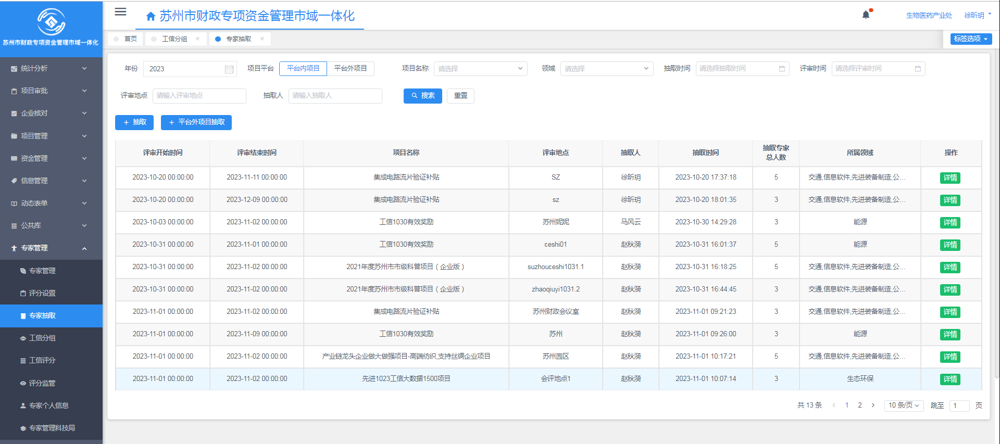 苏州市财政专项资金管理市域一体化
统计分析
项目审批
企业核对
项目管理
资金管理
信息管理
动态表单
公共库
专家管理
专家管理
评分设置
专家抽取
工信分组
工信评分
评分监管
专家个人信息
专家管理科技局
苏州市财政专项资金管理市域一体化
生物医药产业处 徐昕玥
首页 工信分组 × 专家抽取 × 标签选项
年份 2023 项目平台 平台内项目 平台外项目 项目名称 请选择 领域 请选择 抽取时间 请选择抽取时间 评审时间 请选择评审时间
评审地点 请输入评审地点 抽取人 请输入抽取人 搜索 重置
+ 抽取 + 平台外项目抽取
评审开始时间 评审结束时间 项目名称 评审地点 抽取人 抽取时间 抽取专家总人数 所属领域 操作
2023-10-20 00:00:00 2023-11-11 00:00:00 集成电路流片验证补贴 SZ 徐昕玥 2023-10-20 17:37:18 5 交通,信息软件,先进装备制造,公... 详情
2023-10-20 00:00:00 2023-12-09 00:00:00 集成电路流片验证补贴 sz 徐昕玥 2023-10-20 18:01:35 3 交通,信息软件,先进装备制造,公... 详情
2023-10-03 00:00:00 2023-11-02 00:00:00 工信1030有效奖励 苏州妮妮 马风云 2023-10-30 14:29:28 3 能源 详情
2023-10-31 00:00:00 2023-11-01 00:00:00 工信1030有效奖励 ceshi01 赵秋漪 2023-10-31 16:01:37 5 能源 详情
2023-10-31 00:00:00 2023-11-02 00:00:00 2021年度苏州市市级科普项目（企业版） suzhouceshi1031.1 赵秋漪 2023-10-31 16:18:25 5 交通,信息软件,先进装备制造,公... 详情
2023-10-31 00:00:00 2023-11-02 00:00:00 2021年度苏州市市级科普项目（企业版） zhaoqiuyi1031.2 赵秋漪 2023-10-31 16:44:45 3 交通,信息软件,先进装备制造,公... 详情
2023-11-01 00:00:00 2023-11-02 00:00:00 集成电路流片验证补贴 苏州财政会议室 赵秋漪 2023-11-01 09:21:23 3 交通,信息软件,先进装备制造,公... 详情
2023-11-01 00:00:00 2023-11-09 00:00:00 工信1030有效奖励 苏州 赵秋漪 2023-11-01 09:26:00 3 能源 详情
2023-11-01 00:00:00 2023-11-02 00:00:00 产业链龙头企业做大做强项目-高端纺织,支持丝绸企业项目 苏州园区 赵秋漪 2023-11-01 10:17:21 5 交通,信息软件,先进装备制造,公... 详情
2023-11-01 00:00:00 2023-11-02 00:00:00 先进1023工信大数据1500项目 会评地点1 赵秋漪 2023-11-01 10:07:14 3 生态环保 详情
共 13 条 < 1 2 > 10 条/页 跳至 1 页